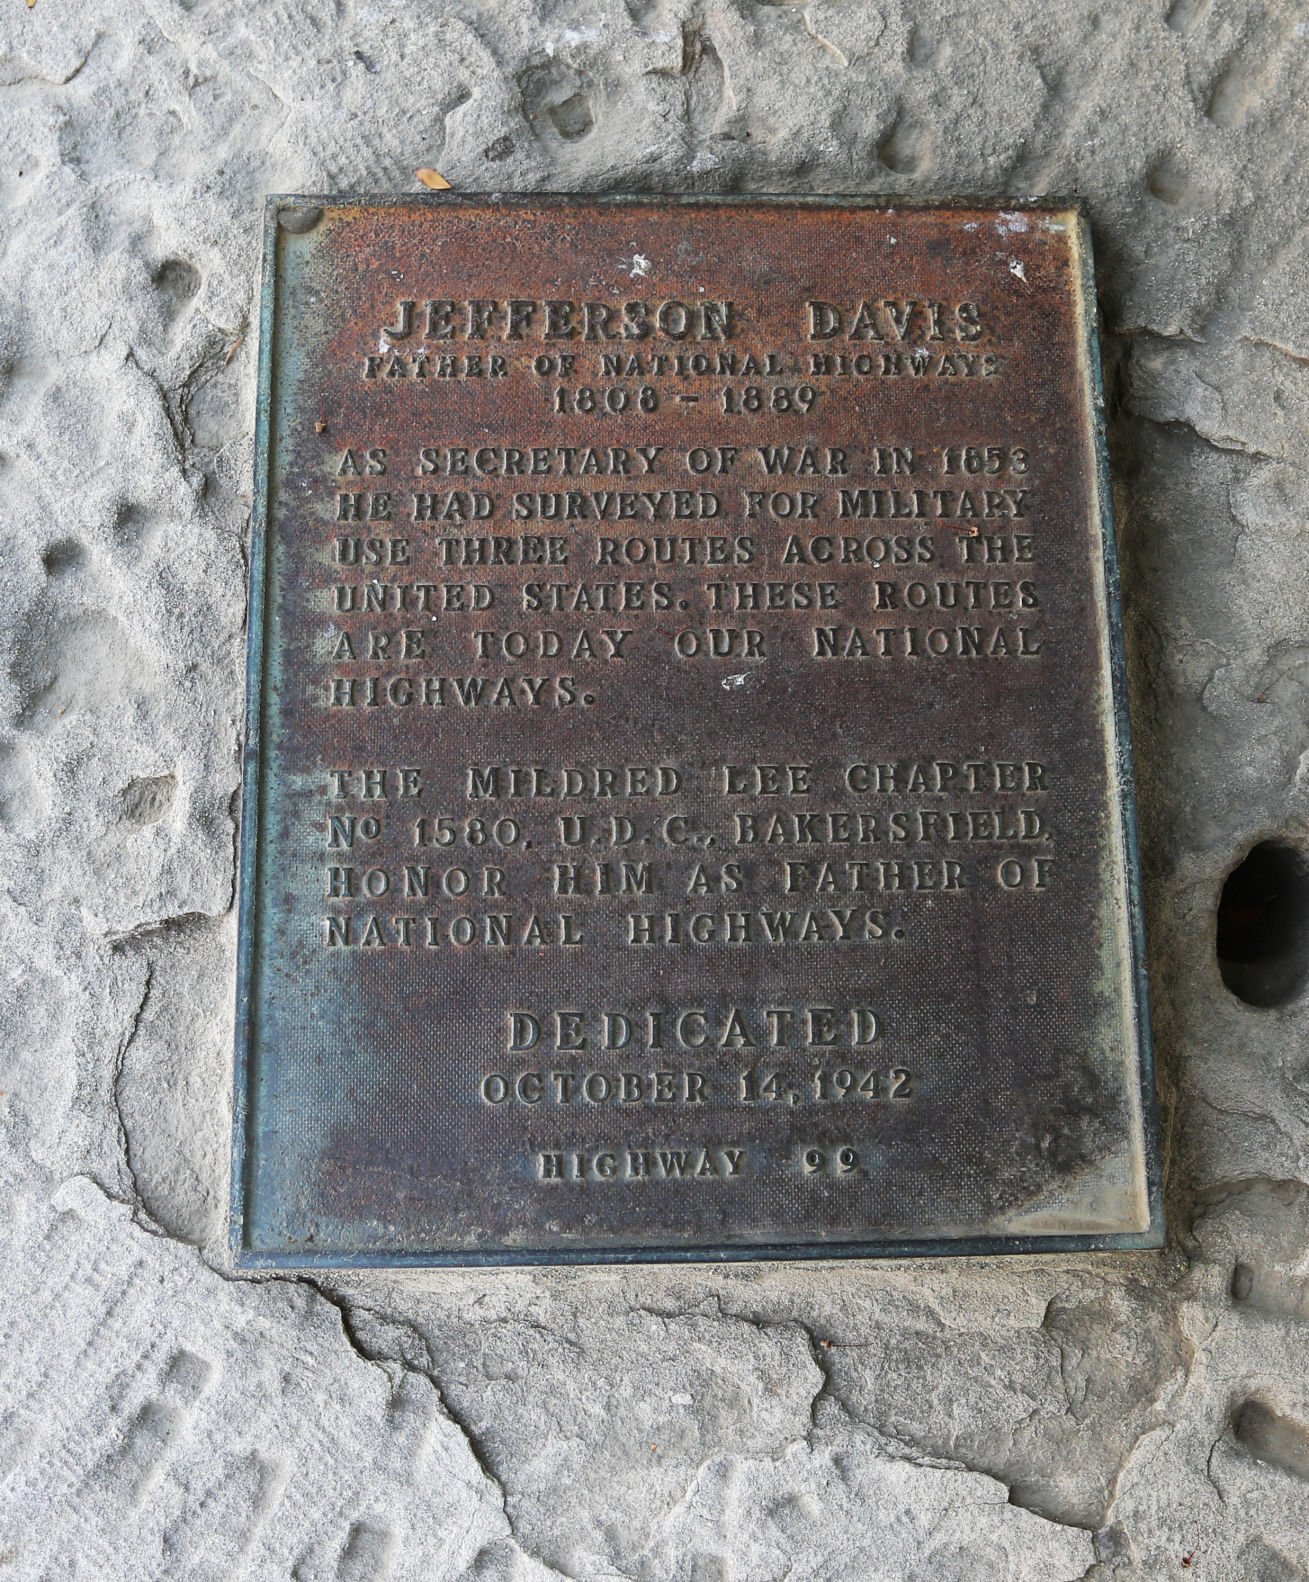 JEFFERSON DAVIS
FATHER OF NATIONAL HIGHWAYS
1808 - 1889
AS SECRETARY OF WAR IN 1853
HE HAD SURVEYED FOR MILITARY
USE THREE ROUTES ACROSS THE
UNITED STATES. THESE ROUTES
ARE TODAY OUR NATIONAL
HIGHWAYS.
THE MILDRED LEE CHAPTER
Nº 1580, U.D.C., BAKERSFIELD,
HONOR HIM AS FATHER OF
NATIONAL HIGHWAYS.
DEDICATED
OCTOBER 14, 1942
HIGHWAY 99